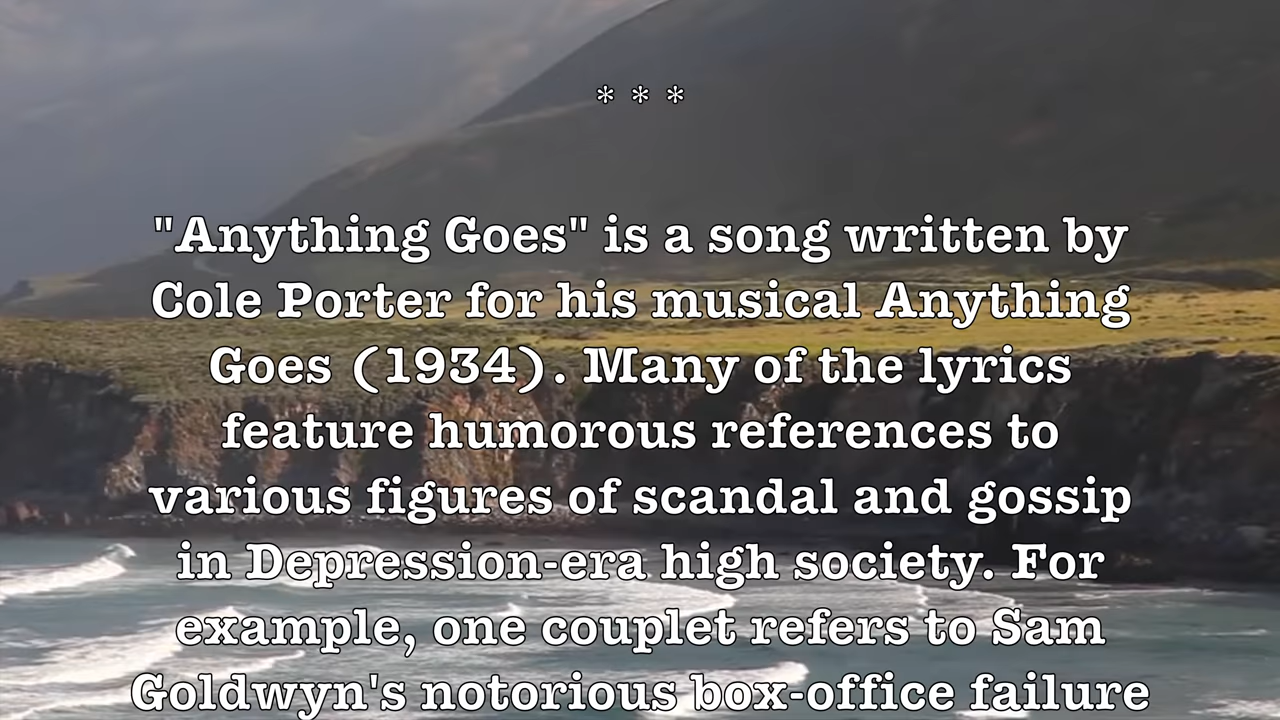 * * *
"Anything Goes" is a song written by
Cole Porter for his musical Anything
Goes (1934). Many of the lyrics
feature humorous references to
various figures of scandal and gossip
in Depression-era high society. For
example, one couplet refers to Sam
Goldwyn's notorious box-office failure